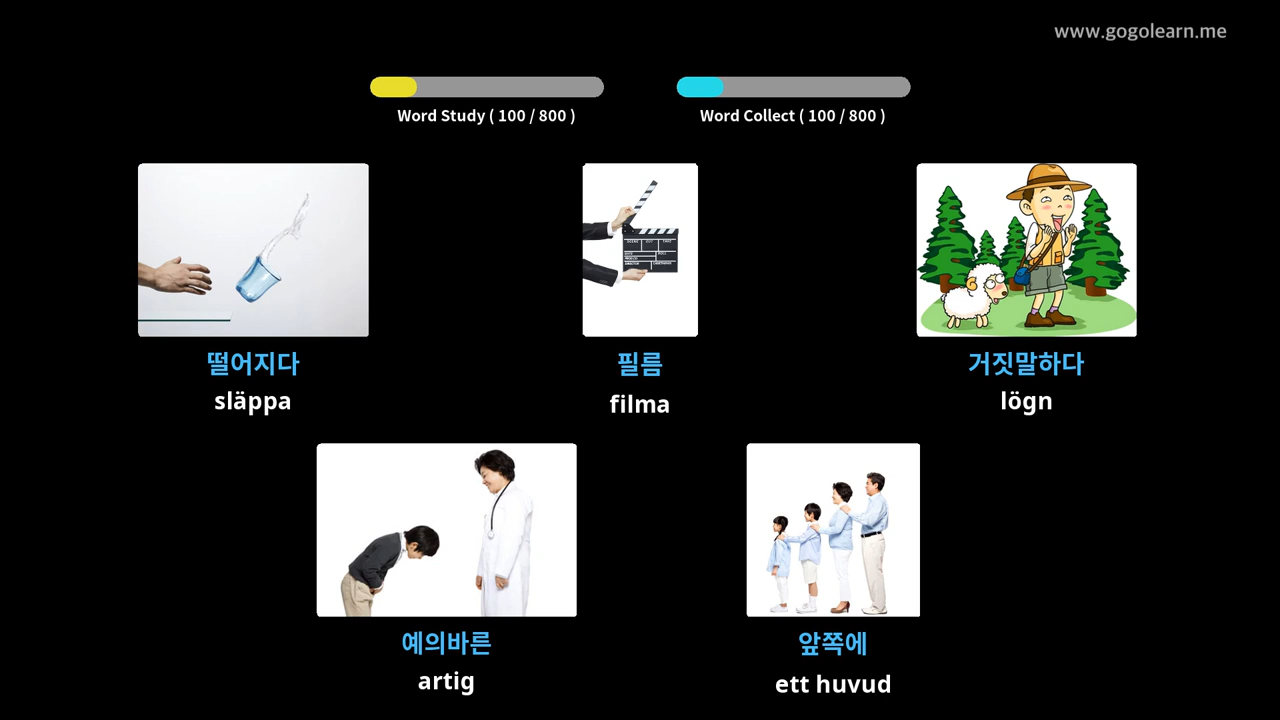 www.gogolearn.me
Word Study ( 100 / 800 )
Word Collect ( 100 / 800 )
떨어지다
släppa
필름
filma
거짓말하다
lögn
예의바른
artig
앞쪽에
ett huvud